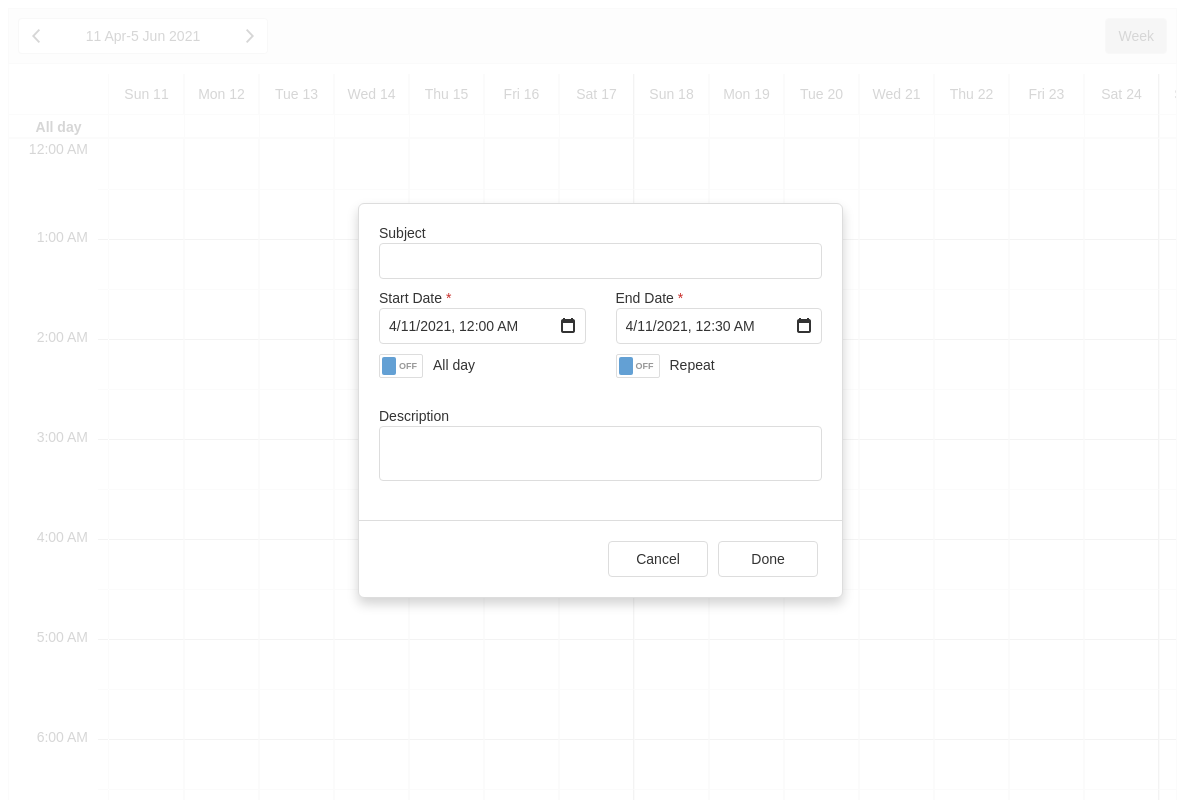 11 Apr-5 Jun 2021
Week
Sun 11 Mon 12 Tue 13 Wed 14 Thu 15 Fri 16 Sat 17 Sun 18 Mon 19 Tue 20 Wed 21 Thu 22 Fri 23 Sat 24
All day
12:00 AM
1:00 AM
2:00 AM
3:00 AM
4:00 AM
5:00 AM
6:00 AM
Subject
Start Date * End Date *
4/11/2021, 12:00 AM 4/11/2021, 12:30 AM
OFF All day OFF Repeat
Description
Cancel Done